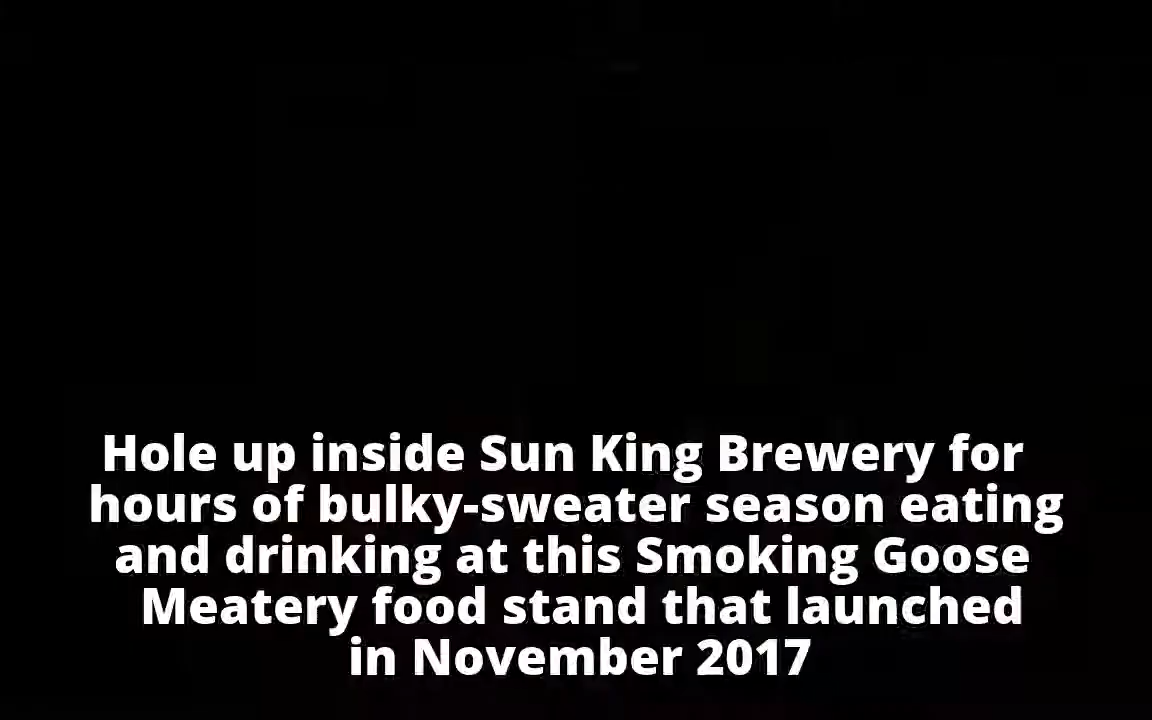 Hole up inside Sun King Brewery for
hours of bulky-sweater season eating
and drinking at this Smoking Goose
Meatery food stand that launched
in November 2017